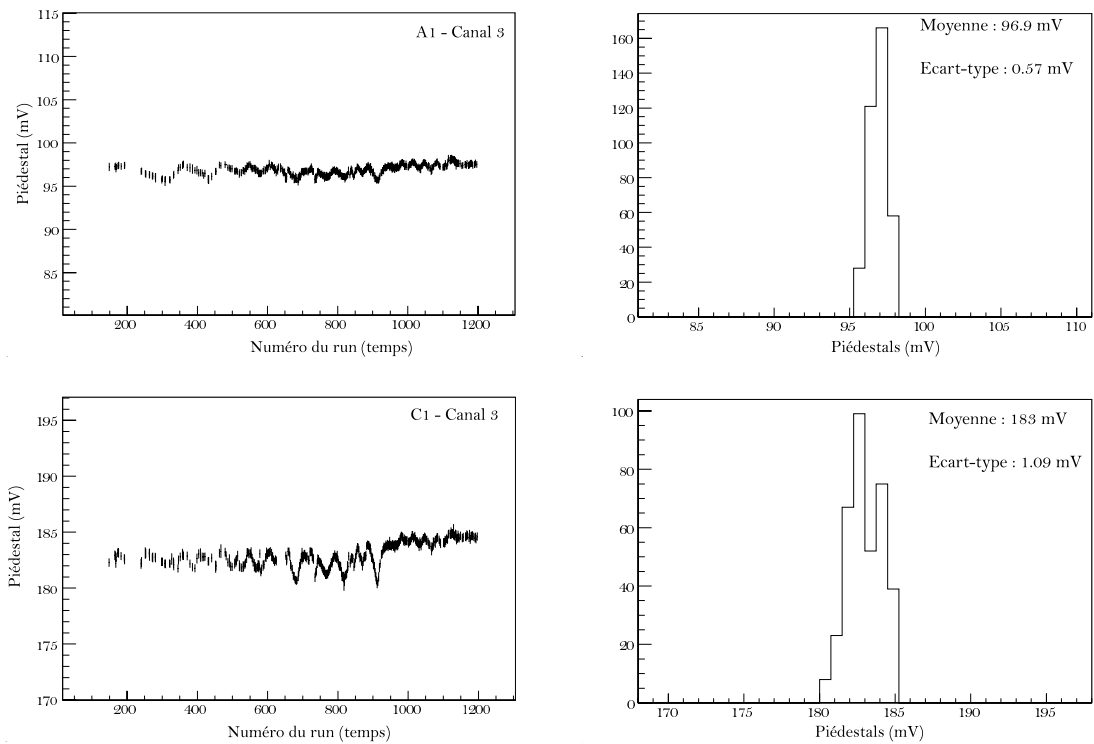 115
110
105
100
95
90
85
Piédestal (mV)
A1 - Canal 3
200 400 600 800 1000 1200
Numéro du run (temps)
160
140
120
100
80
60
40
20
0
Moyenne : 96.9 mV
Ecart-type : 0.57 mV
85 90 95 100 105 110
Piédestals (mV)
195
190
185
180
175
170
Piédestal (mV)
C1 - Canal 3
200 400 600 800 1000 1200
Numéro du run (temps)
100
80
60
40
20
0
Moyenne : 183 mV
Ecart-type : 1.09 mV
170 175 180 185 190 195
Piédestals (mV)